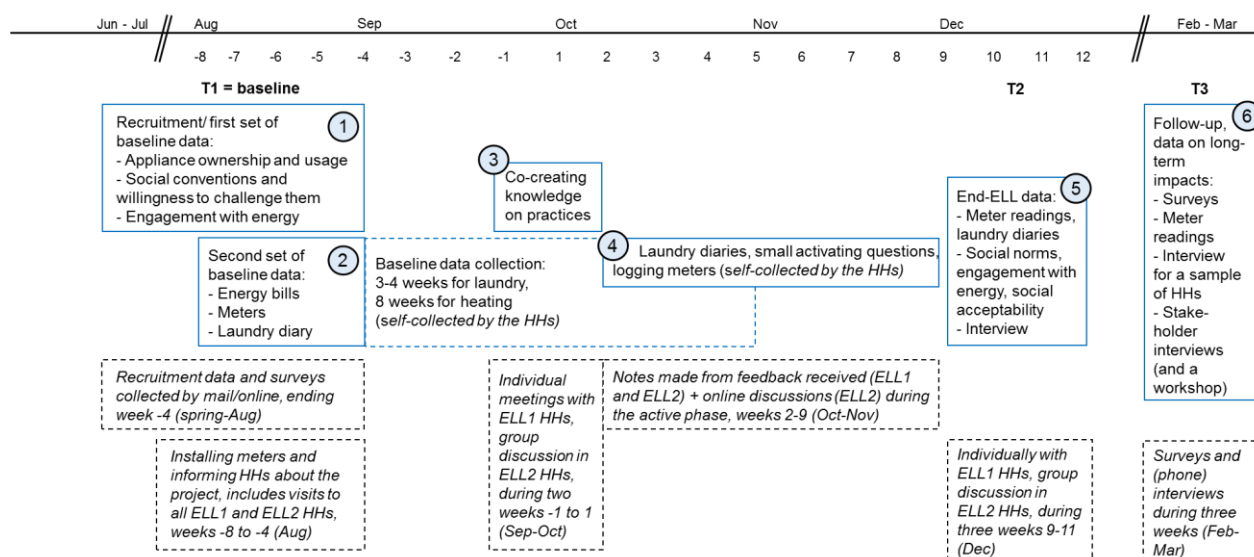 Jun - Jul
Aug
Sep
Oct
Nov
Dec
Feb - Mar
-8 -7 -6 -5 -4 -3 -2 -1 2 3 4 5 6 7 8 9 10 11 12
T1 = baseline
T2
T3
1
Recruitment/ first set of
baseline data:
- Appliance ownership and usage
- Social conventions and
willingness to challenge them
- Engagement with energy
2
Second set of
baseline data:
- Energy bills
- Meters
- Laundry diary
Baseline data collection:
3-4 weeks for laundry,
8 weeks for heating
(self-collected by the HHs)
3
Co-creating
knowledge
on practices
4
Laundry diaries, small activating questions,
logging meters (self-collected by the HHs)
5
End-ELL data:
- Meter readings,
laundry diaries
- Social norms,
engagement with
energy, social
acceptability
- Interview
6
Follow-up,
data on long-
term
impacts:
- Surveys
- Meter
readings
- Interview
for a sample
of HHs
- Stake-
holder
interviews
(and a
workshop)
Recruitment data and surveys
collected by mail/online, ending
week -4 (spring-Aug)
Installing meters and
informing HHs about the
project, includes visits to
all ELL1 and ELL2 HHs,
weeks -8 to -4 (Aug)
Individual
meetings with
ELL1 HHs,
group
discussion in
ELL2 HHs,
during two
weeks -1 to 1
(Sep-Oct)
Notes made from feedback received (ELL1
and ELL2) + online discussions (ELL2) during
the active phase, weeks 2-9 (Oct-Nov)
Individually with
ELL1 HHs, group
discussion in
ELL2 HHs, during
three weeks 9-11
(Dec)
Surveys and
(phone)
interviews
during three
weeks (Feb-
Mar)